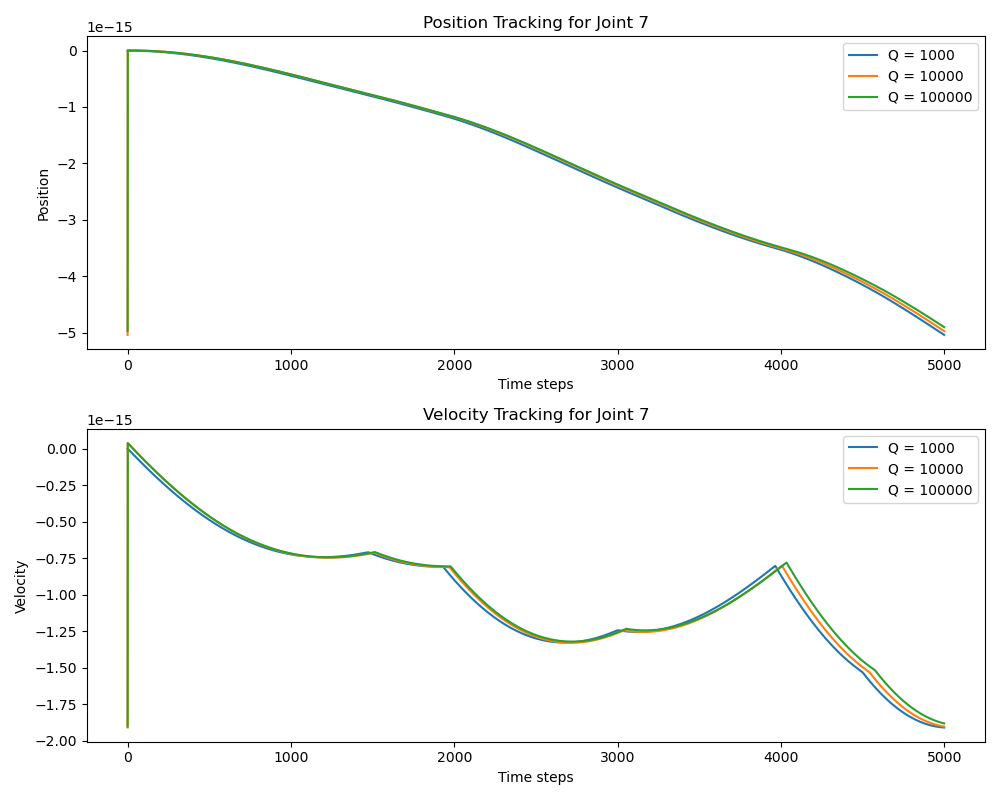 Position Tracking for Joint 7
1e−15
0
−1
−2
−3
−4
−5
Position
Q = 1000
Q = 10000
Q = 100000
0 1000 2000 3000 4000 5000
Time steps
Velocity Tracking for Joint 7
1e−15
0.00
−0.25
−0.50
−0.75
−1.00
−1.25
−1.50
−1.75
−2.00
Velocity
Q = 1000
Q = 10000
Q = 100000
0 1000 2000 3000 4000 5000
Time steps